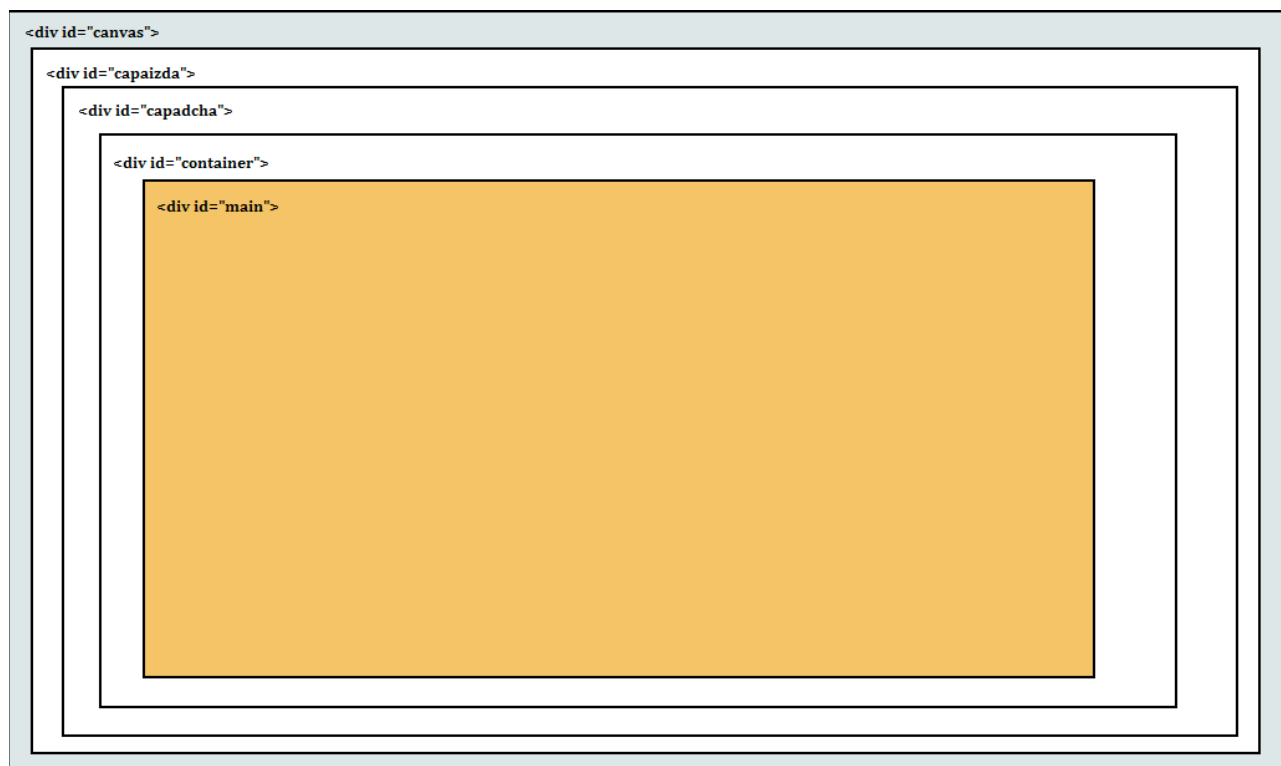 <div id="canvas">
<div id="capaizda">
<div id="capadcha">
<div id="container">
<div id="main">